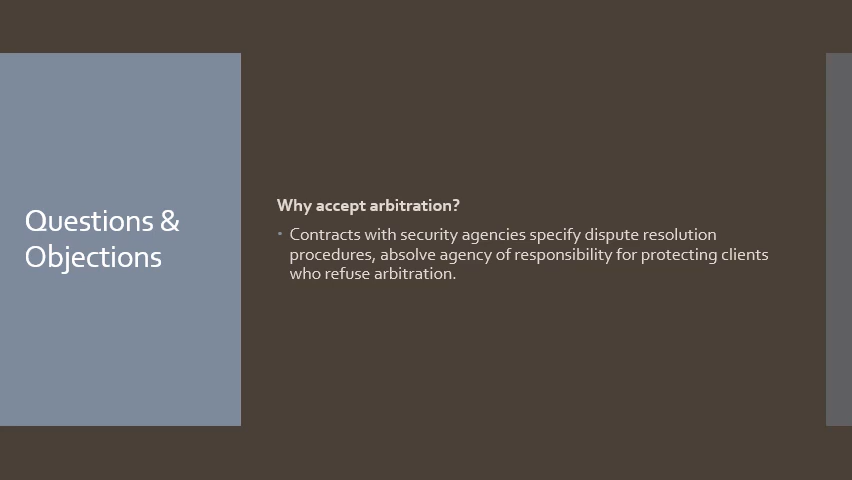 Questions &
Objections
Why accept arbitration?
• Contracts with security agencies specify dispute resolution
procedures, absolve agency of responsibility for protecting clients
who refuse arbitration.